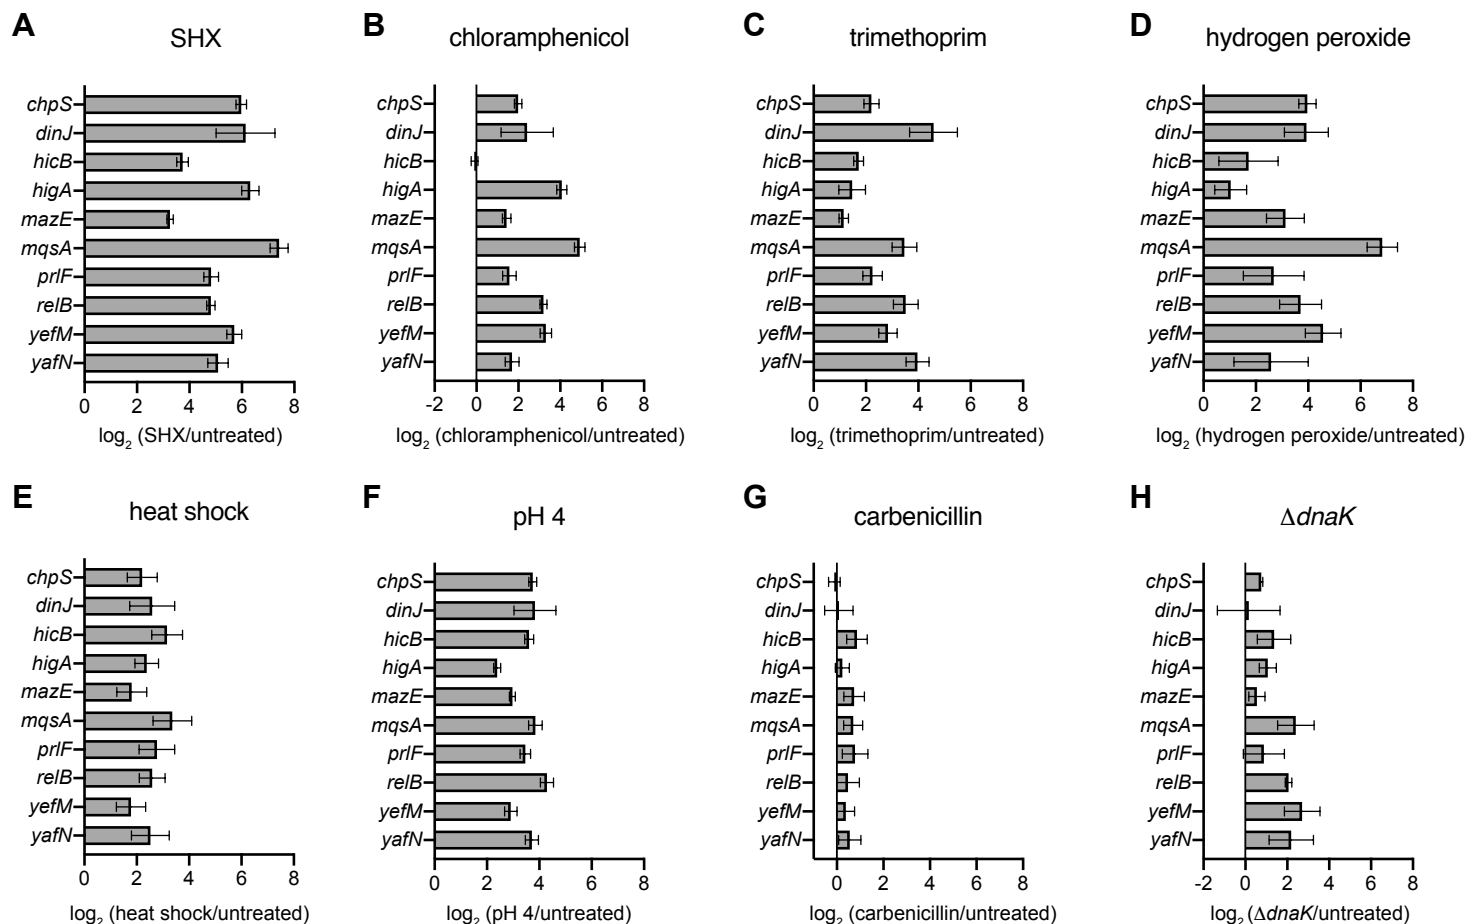 A
SHX
chpS
dinJ
hicB
higA
mazE
mqsA
prlF
relB
yefM
yafN
0 2 4 6 8
log2 (SHX/untreated)
B
chloramphenicol
chpS
dinJ
hicB
higA
mazE
mqsA
prlF
relB
yefM
yafN
-2 0 2 4 6 8
log2 (chloramphenicol/untreated)
C
trimethoprim
chpS
dinJ
hicB
higA
mazE
mqsA
prlF
relB
yefM
yafN
0 2 4 6 8
log2 (trimethoprim/untreated)
D
hydrogen peroxide
chpS
dinJ
hicB
higA
mazE
mqsA
prlF
relB
yefM
yafN
0 2 4 6 8
log2 (hydrogen peroxide/untreated)
E
heat shock
chpS
dinJ
hicB
higA
mazE
mqsA
prlF
relB
yefM
yafN
0 2 4 6 8
log2 (heat shock/untreated)
F
pH 4
chpS
dinJ
hicB
higA
mazE
mqsA
prlF
relB
yefM
yafN
0 2 4 6 8
log2 (pH 4/untreated)
G
carbenicillin
chpS
dinJ
hicB
higA
mazE
mqsA
prlF
relB
yefM
yafN
0 2 4 6 8
log2 (carbenicillin/untreated)
H
ΔdnaK
chpS
dinJ
hicB
higA
mazE
mqsA
prlF
relB
yefM
yafN
-2 0 2 4 6 8
log2 (ΔdnaK/untreated)